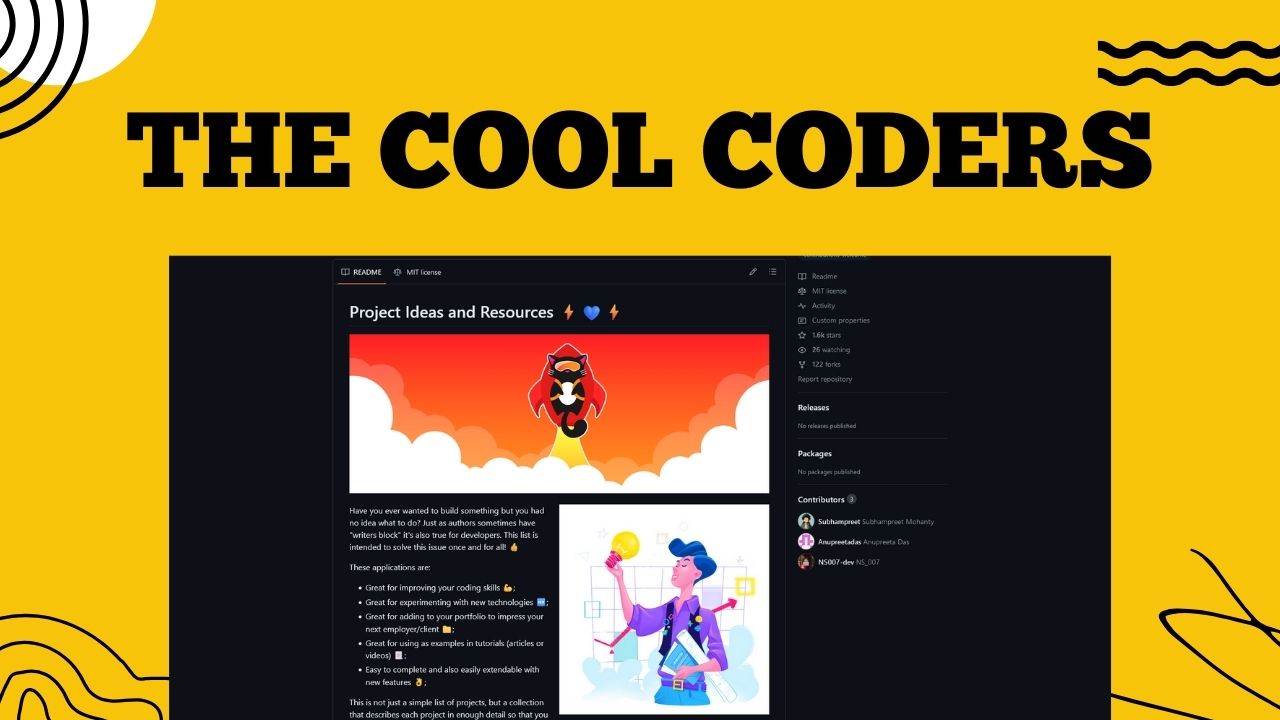 THE COOL CODERS
README
MIT license
Project Ideas and Resources ⚡ 💙 ⚡
Have you ever wanted to build something but you had
no idea what to do? Just as authors sometimes have
"writers block" it's also true for developers. This list is
intended to solve this issue once and for all! 👍
These applications are:
• Great for improving your coding skills 💪;
• Great for experimenting with new technologies 🆕;
• Great for adding to your portfolio to impress your
next employer/client 📁;
• Great for using as examples in tutorials (articles or
videos) 📃;
• Easy to complete and also easily extendable with
new features 👌;
This is not just a simple list of projects, but a collection
that describes each project in enough detail so that you
Readme
MIT license
Activity
Custom properties
1.6k stars
26 watching
122 forks
Report repository
Releases
No releases published
Packages
No packages published
Contributors 3
Subhampreet Subhampreet Mohanty
Anupreetadas Anupreeta Das
NS007-dev NS_007